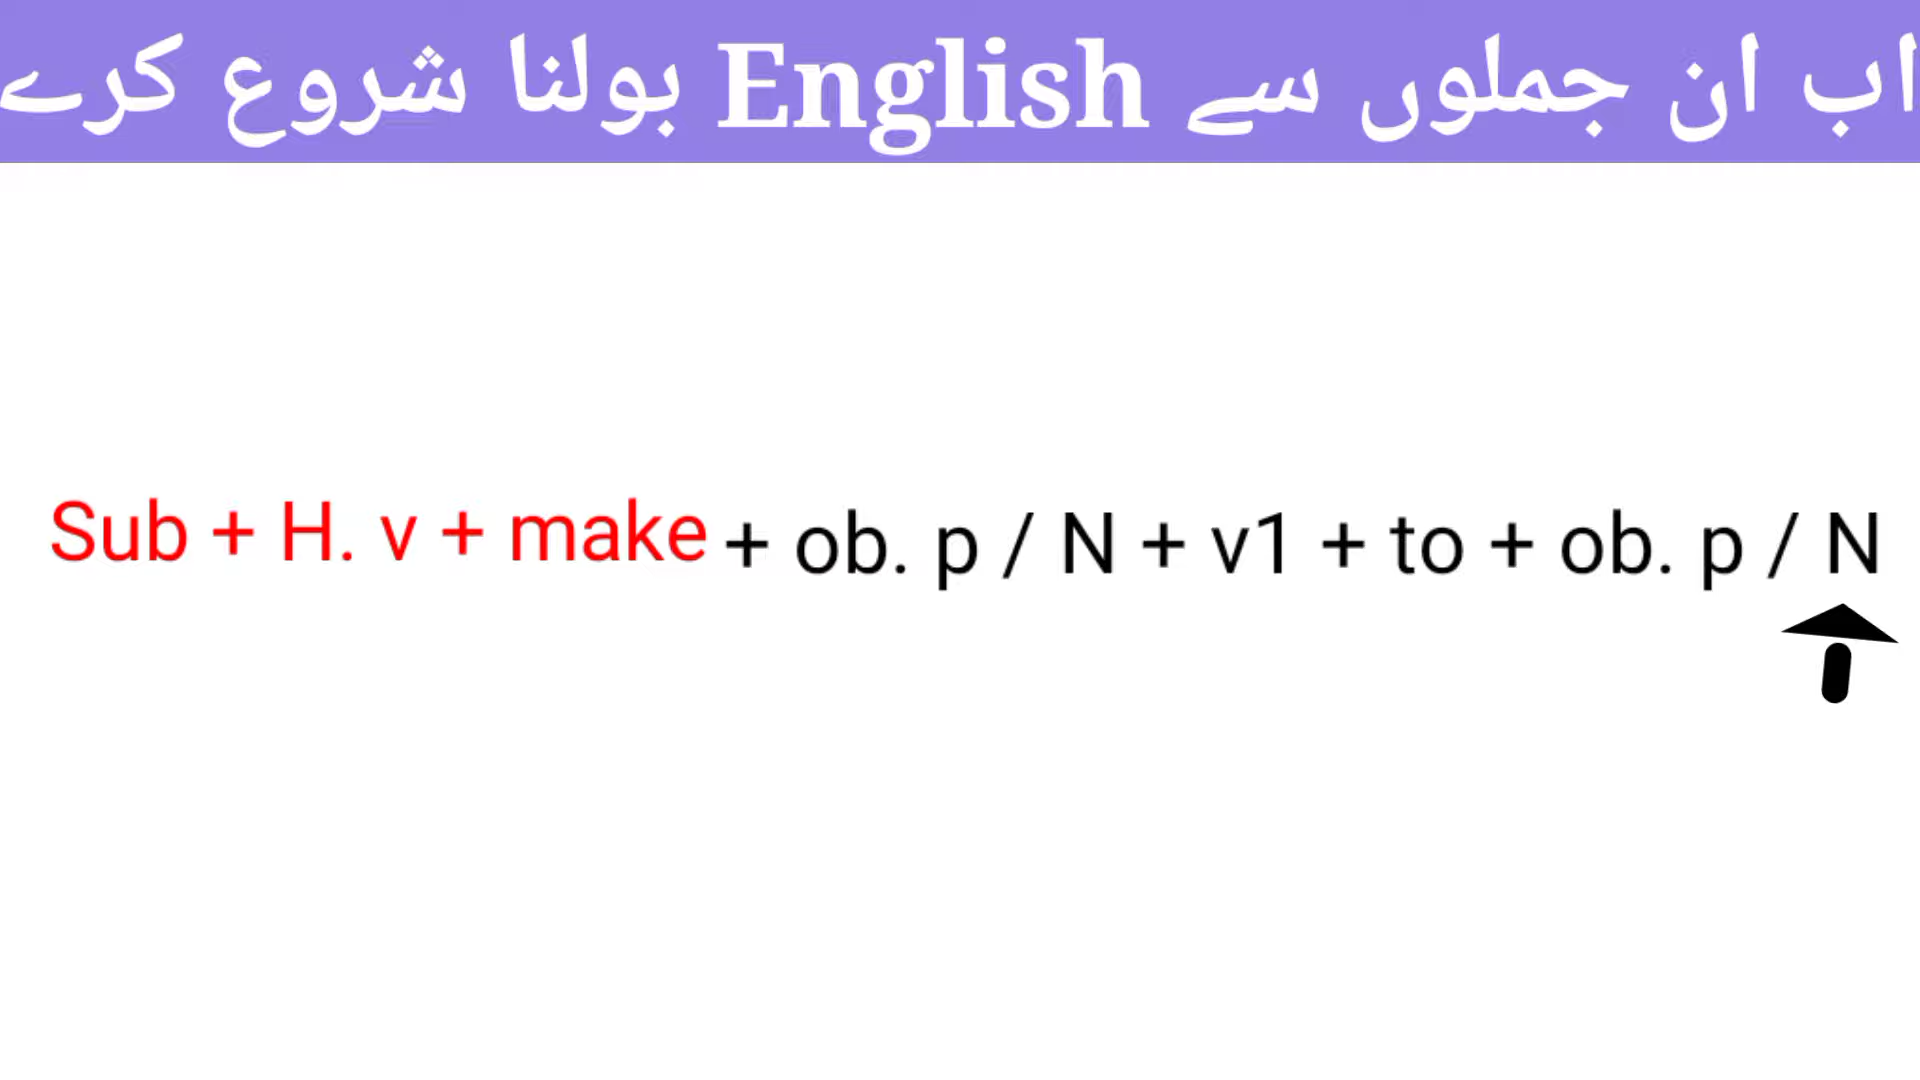 اب ان جملوں سے English بولنا شروع کرے
Sub + H. v + make + ob. p / N + v1 + to + ob. p / N